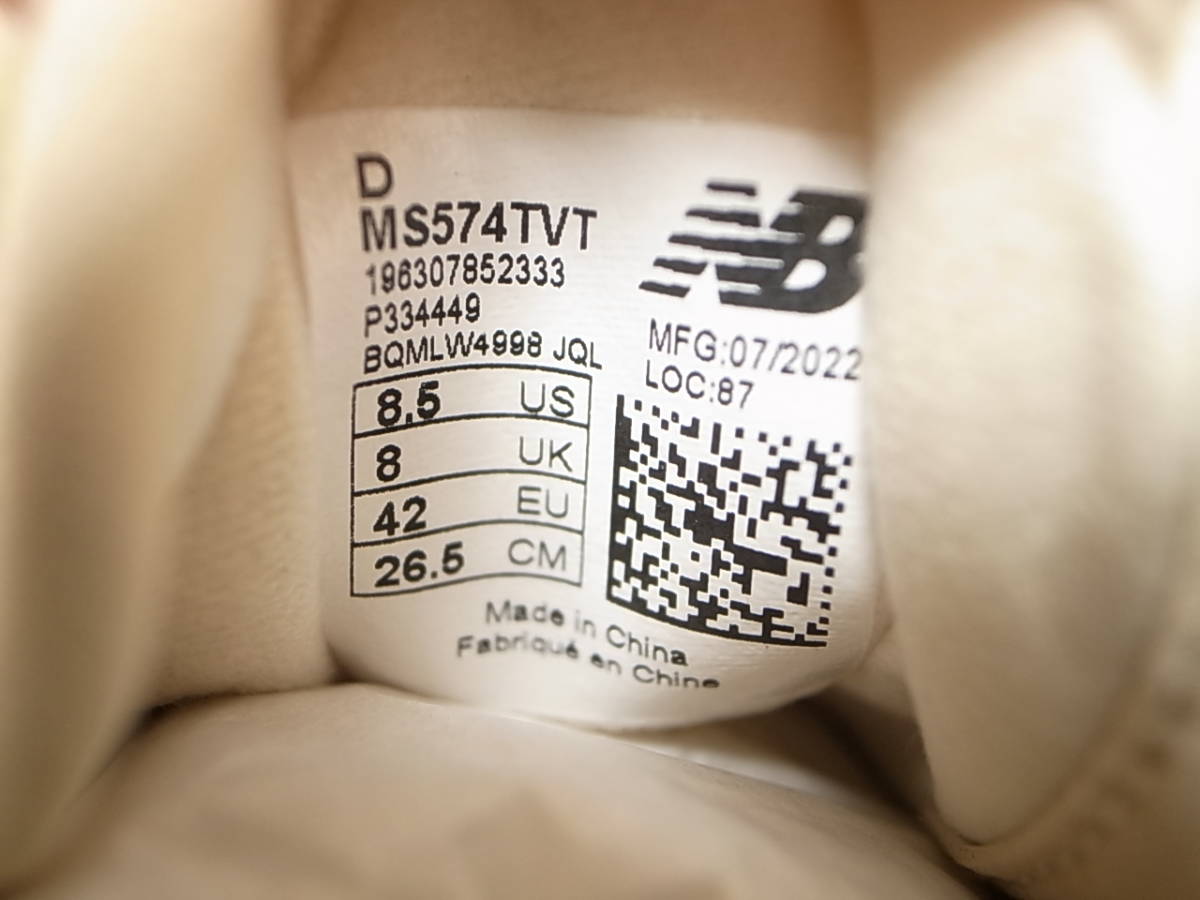 D
MS574TVT
196307852333
P334449
BQMLW4998 JQL
8.5 US
8 UK
42 EU
26.5 CM
NB
MFG:07/2022
LOC:87
Made in China
Fabriqué en Chine